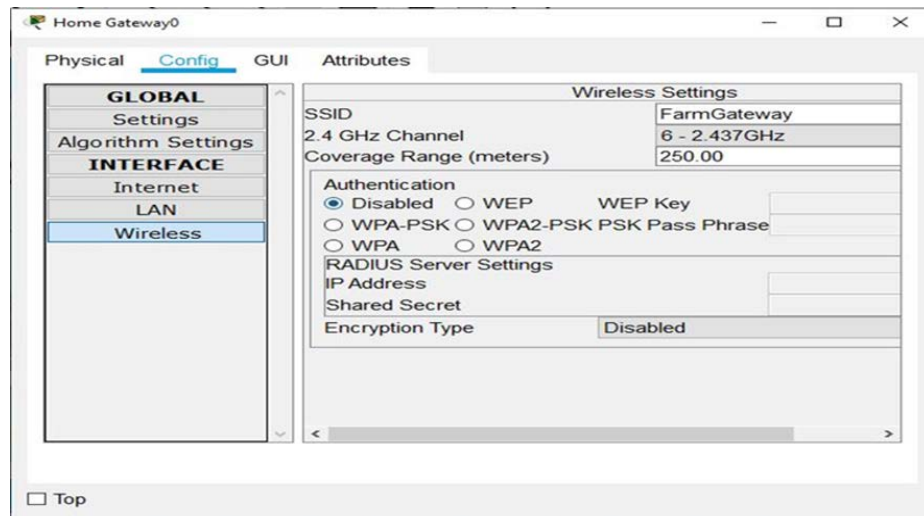 Home Gateway0
Physical Config GUI Attributes
GLOBAL
Settings
Algorithm Settings
INTERFACE
Internet
LAN
Wireless
Wireless Settings
SSID FarmGateway
2.4 GHz Channel 6 - 2.437GHz
Coverage Range (meters) 250.00
Authentication
Disabled WEP WEP Key
WPA-PSK WPA2-PSK PSK Pass Phrase
WPA WPA2
RADIUS Server Settings
IP Address
Shared Secret
Encryption Type Disabled
Top